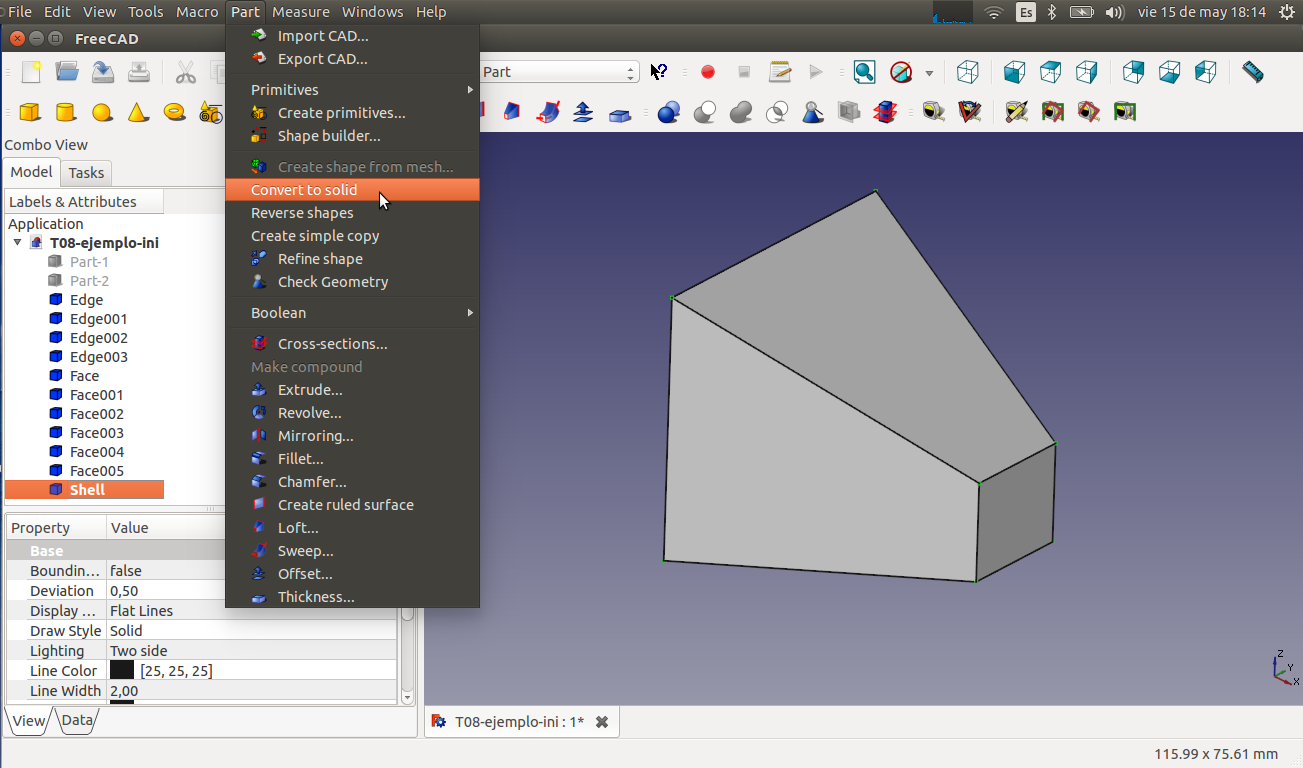 File Edit View Tools Macro Part Measure Windows Help
Es
vie 15 de may 18:14
FreeCAD
Part
Import CAD...
Export CAD...
Primitives
Create primitives...
Shape builder...
Create shape from mesh...
Convert to solid
Reverse shapes
Create simple copy
Refine shape
Check Geometry
Boolean
Cross-sections...
Make compound
Extrude...
Revolve...
Mirroring...
Fillet...
Chamfer...
Create ruled surface
Loft...
Sweep...
Offset...
Thickness...
Combo View
Model Tasks
Labels & Attributes
Application
T08-ejemplo-ini
Part-1
Part-2
Edge
Edge001
Edge002
Edge003
Face
Face001
Face002
Face003
Face004
Face005
Shell
Property Value
Base
Boundin... false
Deviation 0,50
Display ... Flat Lines
Draw Style Solid
Lighting Two side
Line Color [25, 25, 25]
Line Width 2,00
View Data
Z
Y
X
T08-ejemplo-ini : 1*
115.99 x 75.61 mm